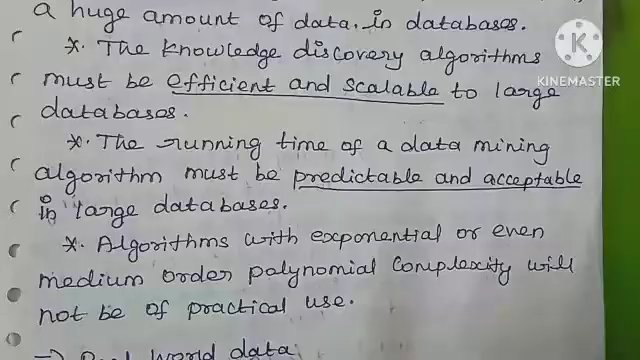 a huge amount of data. in databases.
*. The knowledge discovery algorithms
must be efficient and scalable to large
databases.
*. The running time of a data mining
algorithm must be predictable and acceptable
in large databases.
*. Algorithms with exponential or even
medium order polynomial complexity will
not be of practical use.
→ world data
KINEMASTER